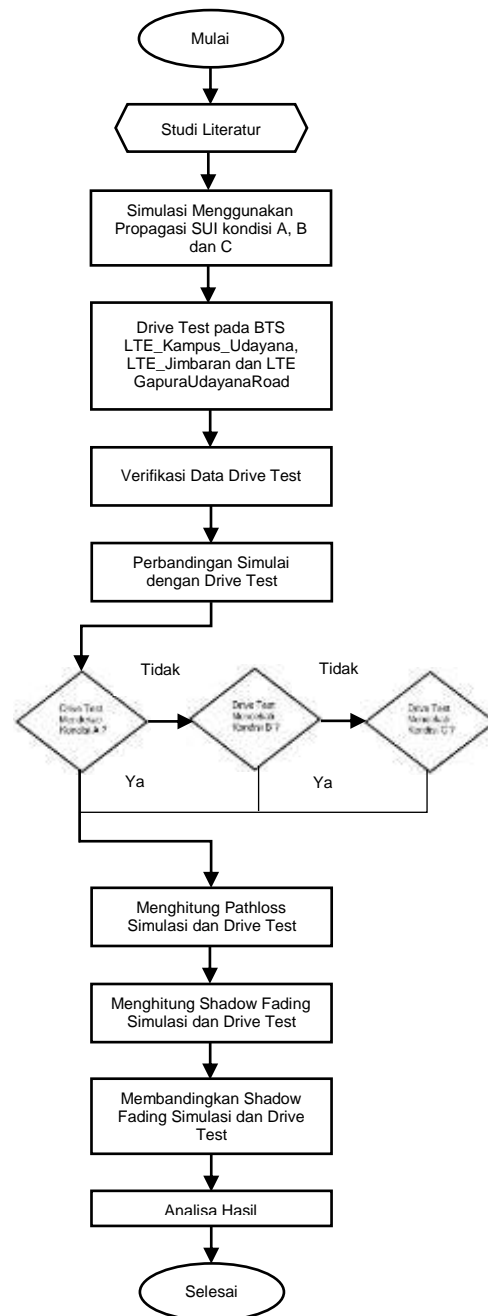 Mulai
Studi Literatur
Simulasi Menggunakan
Propagasi SUI kondisi A, B
dan C
Drive Test pada BTS
LTE_Kampus_Udayana,
LTE_Jimbaran dan LTE
GapuraUdayanaRoad
Verifikasi Data Drive Test
Perbandingan Simulai
dengan Drive Test
Tidak
Tidak
Drive Test
Mendekati
Kondisi A ?
Drive Test
Mendekati
Kondisi B ?
Drive Test
Mendekati
Kondisi C ?
Ya
Ya
Menghitung Pathloss
Simulasi dan Drive Test
Menghitung Shadow Fading
Simulasi dan Drive Test
Membandingkan Shadow
Fading Simulasi dan Drive
Test
Analisa Hasil
Selesai